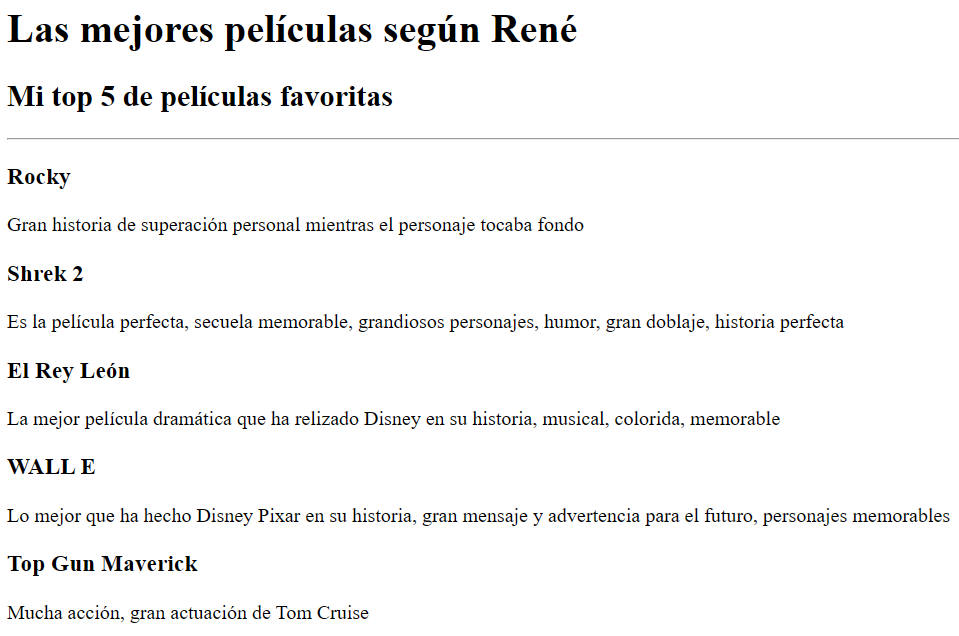 Las mejores películas según René
Mi top 5 de películas favoritas
Rocky
Gran historia de superación personal mientras el personaje tocaba fondo
Shrek 2
Es la película perfecta, secuela memorable, grandiosos personajes, humor, gran doblaje, historia perfecta
El Rey León
La mejor película dramática que ha relizado Disney en su historia, musical, colorida, memorable
WALL E
Lo mejor que ha hecho Disney Pixar en su historia, gran mensaje y advertencia para el futuro, personajes memorables
Top Gun Maverick
Mucha acción, gran actuación de Tom Cruise